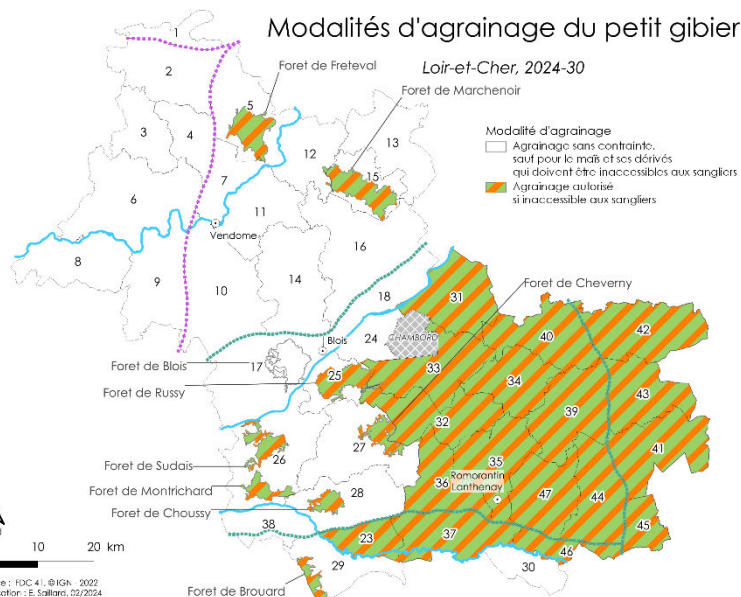 Modalités d'agrainage du petit gibier
Loir-et-Cher, 2024-30
Foret de Freteval
Foret de Marchenoir
Modalité d'agrainage
Agrainage sans contrainte,
sauf pour le maïs et ses dérivés
qui doivent être inaccessibles aux sangliers
Agrainage autorisé
si inaccessible aux sangliers
1
2
3
4
5
6
7
8
9
10
11
12
13
14
15
16
17
18
Vendome
Blois
CHAMBORD
Foret de Cheverny
Foret de Blois
Foret de Russy
Foret de Sudais
Foret de Montrichard
Foret de Choussy
Foret de Brouard
24
25
26
27
28
31
33
40
42
34
43
39
32
41
35
36
Romorantin
Lanthenay
47
44
45
38
23
37
46
29
30
10
20 km
: FDC 41, © IGN - 2022
: E. Saillard, 02/2024